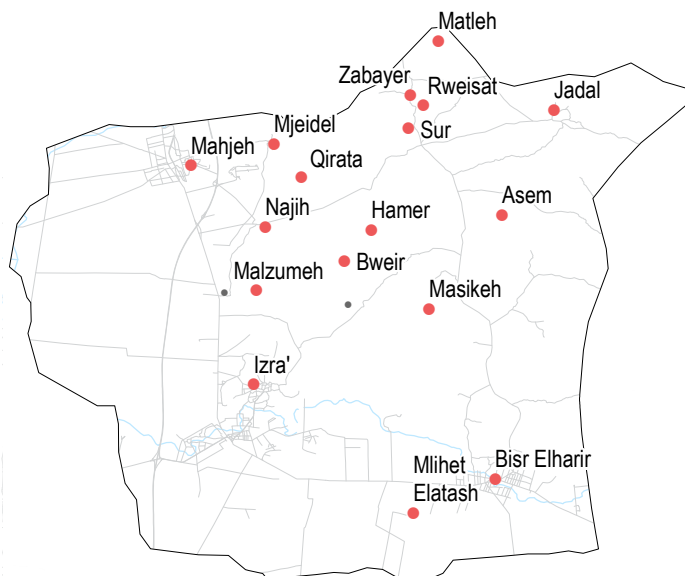 Matleh
Zabayer
Rweisat
Jadal
Sur
Mjeidel
Mahjeh
Qirata
Asem
Najih
Hamer
Bweir
Malzumeh
Masikeh
Izra'
Mlihet
Elatash
Bisr Elharir